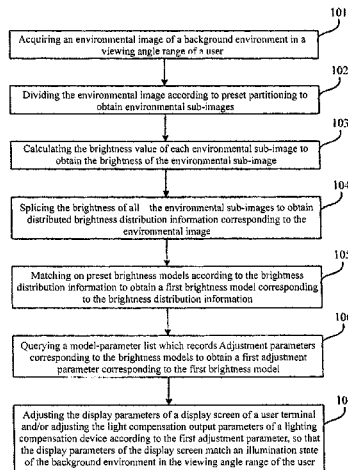 101
Acquiring an environmental image of a background environment in a
viewing angle range of a user
102
Dividing the environmental image according to preset partitioning to
obtain environmental sub-images
103
Calculating the brightness value of each environmental sub-image to
obtain the brightness of the environmental sub-image
104
Splicing the brightness of all the environmental sub-images to obtain
distributed brightness distribution information corresponding to the
environmental image
105
Matching on preset brightness models according to the brightness
distribution information to obtain a first brightness model corresponding
to the brightness distribution information
Querying a model-parameter list which records Adjustment parameters
corresponding to the brightness models to obtain a first adjustment
parameter corresponding to the first brightness model
Adjusting the display parameters of a display screen of a user terminal
and/or adjusting the light compensation output parameters of a lighting
compensation device according to the first adjustment parameter, so that
the display parameters of the display screen match an illumination state
of the background environment in the viewing angle range of the user